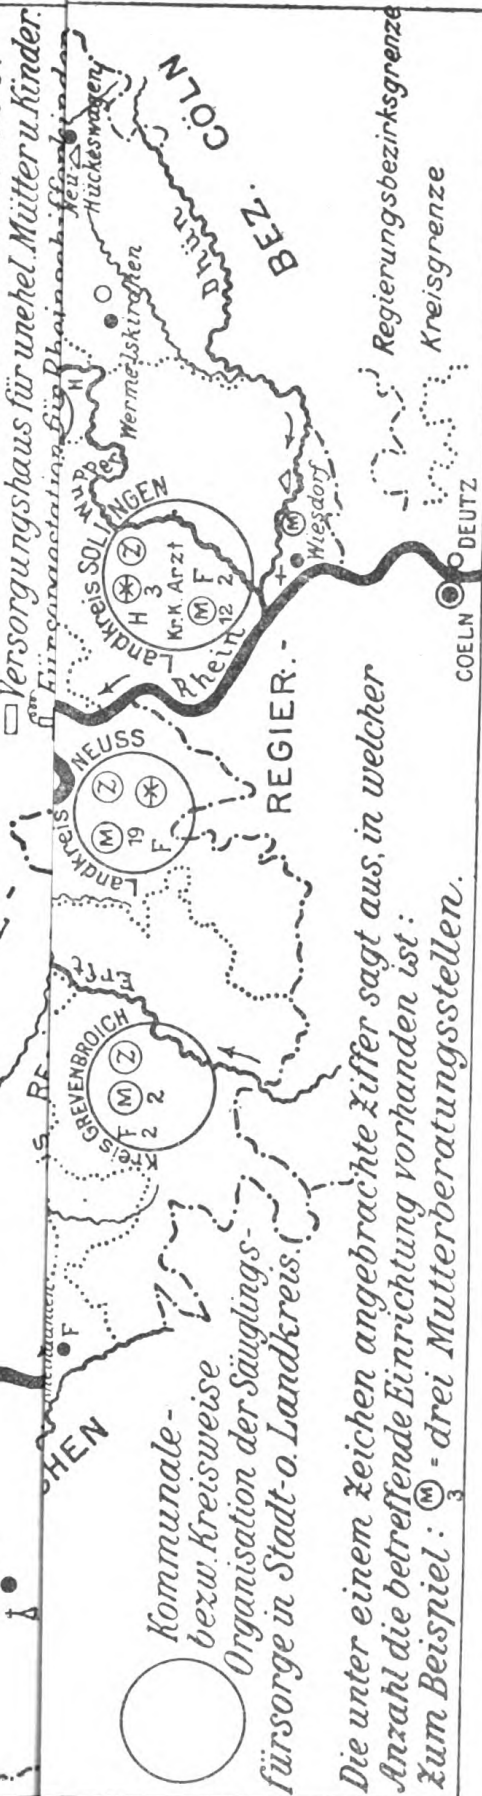 Versorgungshaus für unehel. Mütter u. Kinder.
Fürsorgestation für Rheinschifferkinder
Neu-
Hückeswagen
Wermelskirchen
Dhün
BEZ. CÖLN
Regierungsbezirksgrenze
Kreisgrenze
H
Wupper
Landkreis SOLINGEN
H * Z
3
Kr. K. Arzt
M F
12 2
M
Wiesdorf
Rhein
DEUTZ
COELN
REGIER.-
Landkreis NEUSS
M Z
19 *
F
Erft
Kreis GREVENBROICH
F M Z
2 2
F
Kommunale-
bezw. Kreisweise
Organisation der Säuglings-
fürsorge in Stadt- o. Landkreis.
Die unter einem Zeichen angebrachte Ziffer sagt aus, in welcher
Anzahl die betreffende Einrichtung vorhanden ist :
Zum Beispiel : M = drei Mutterberatungsstellen.
3